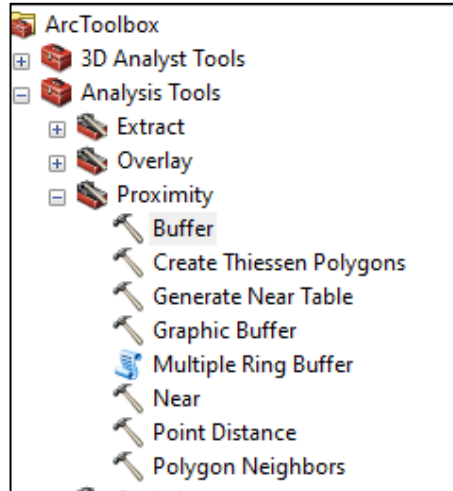 ArcToolbox
3D Analyst Tools
Analysis Tools
Extract
Overlay
Proximity
Buffer
Create Thiessen Polygons
Generate Near Table
Graphic Buffer
Multiple Ring Buffer
Near
Point Distance
Polygon Neighbors